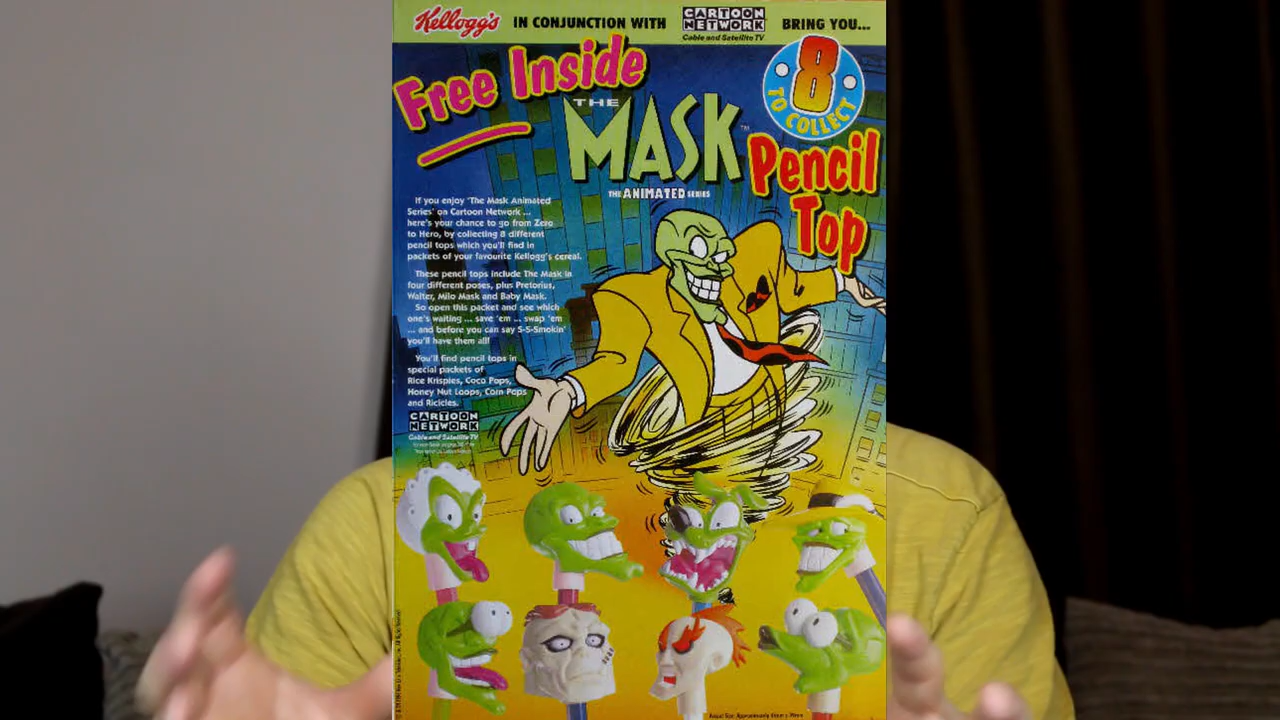 Kellogg's IN CONJUNCTION WITH CARTOON NETWORK BRING YOU...
Cable and Satellite TV
Free Inside
8
TO COLLECT
THE
MASK™
THE ANIMATED SERIES
Pencil
Top
If you enjoy 'The Mask Animated
Series' on Cartoon Network ...
here's your chance to go from Zero
to Hero, by collecting 8 different
pencil tops which you'll find in
packets of your favourite Kellogg's cereal.
These pencil tops include The Mask in
four different poses, plus Pretorius,
Walter, Milo Mask and Baby Mask.
So open this packet and see which
one's waiting ... save 'em ... swap 'em
... and before you can say S-S-Smokin'
you'll have them all!
You'll find pencil tops in
special packets of
Rice Krispies, Coco Pops,
Honey Nut Loops, Corn Pops
and Ricicles.
CARTOON
NETWORK
Cable and Satellite TV